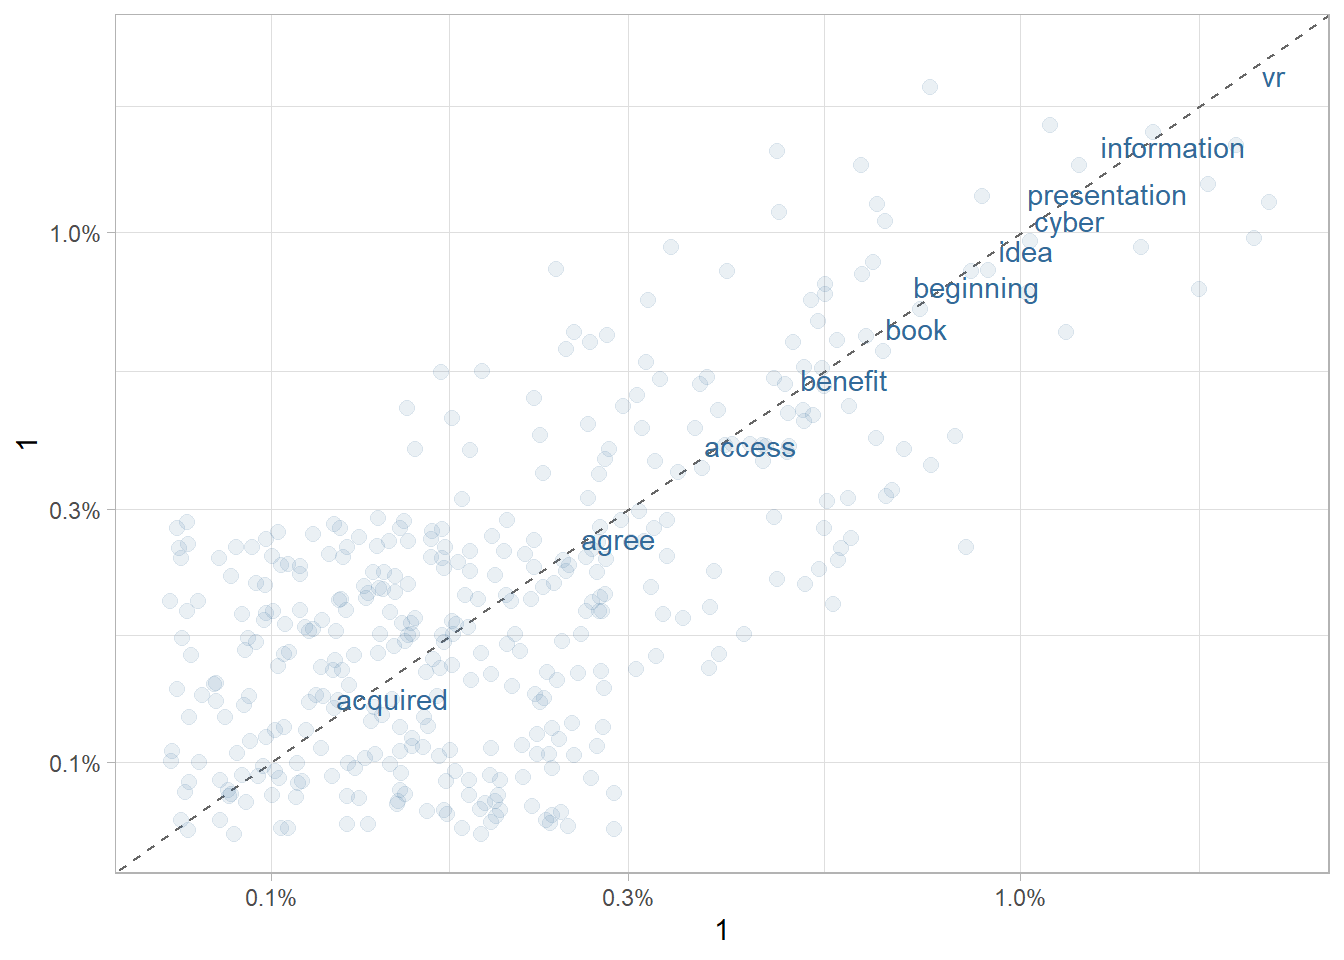 vr
information
presentation
cyber
1.0%
idea
beginning
book
benefit
1
access
0.3%
agree
acquired
0.1%
0.1%
0.3%
1.0%
1